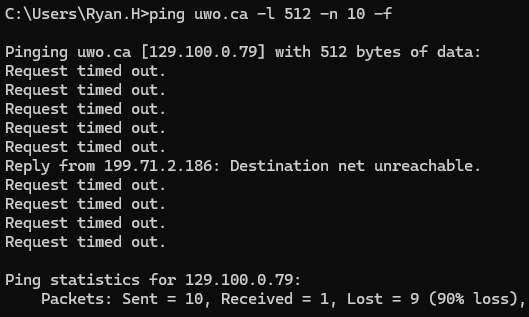 C:\Users\Ryan.H>ping uwo.ca -l 512 -n 10 -f
Pinging uwo.ca [129.100.0.79] with 512 bytes of data:
Request timed out.
Request timed out.
Request timed out.
Request timed out.
Request timed out.
Reply from 199.71.2.186: Destination net unreachable.
Request timed out.
Request timed out.
Request timed out.
Request timed out.
Ping statistics for 129.100.0.79:
    Packets: Sent = 10, Received = 1, Lost = 9 (90% loss),